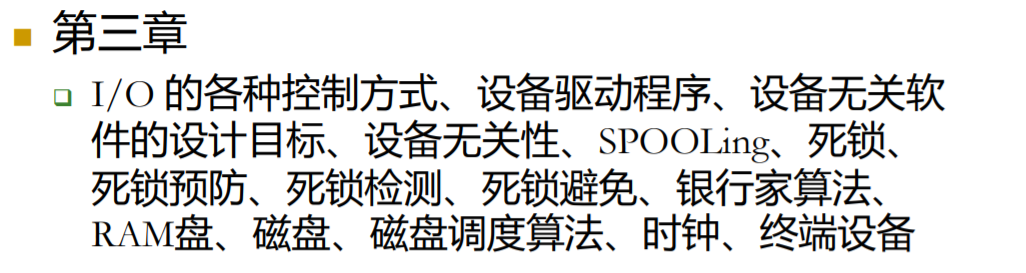 第三章
I/O 的各种控制方式、设备驱动程序、设备无关软
件的设计目标、设备无关性、SPOOLing、死锁、
死锁预防、死锁检测、死锁避免、银行家算法、
RAM盘、磁盘、磁盘调度算法、时钟、终端设备